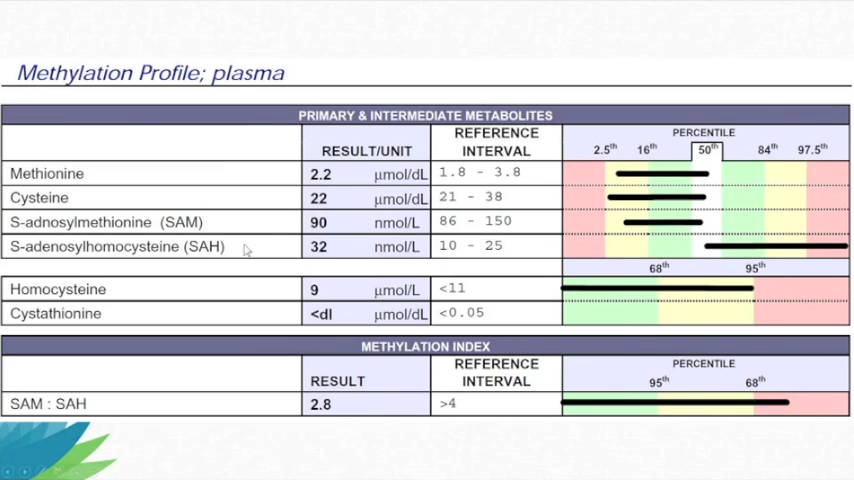 Methylation Profile; plasma
PRIMARY & INTERMEDIATE METABOLITES
RESULT/UNIT REFERENCE INTERVAL PERCENTILE
2.5th 16th 50th 84th 97.5th
Methionine 2.2 μmol/dL 1.8 - 3.8
Cysteine 22 μmol/dL 21 - 38
S-adnosylmethionine (SAM) 90 nmol/L 86 - 150
S-adenosylhomocysteine (SAH) 32 nmol/L 10 - 25
68th 95th
Homocysteine 9 μmol/L <11
Cystathionine <dl μmol/dL <0.05
METHYLATION INDEX
RESULT REFERENCE INTERVAL PERCENTILE
95th 68th
SAM : SAH 2.8 >4